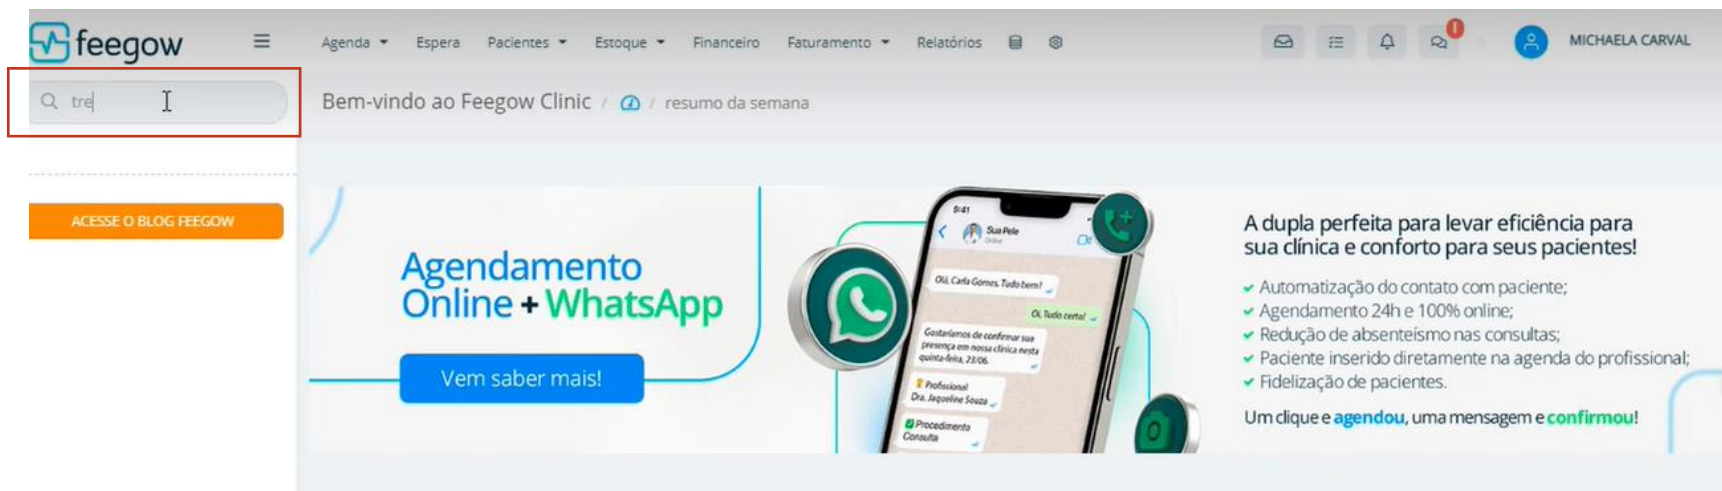 feegow
Agenda Espera Pacientes Estoque Financeiro Faturamento Relatórios
1
MICHAELA CARVAL
tre
Bem-vindo ao Feegow Clinic / / resumo da semana
ACESSE O BLOG FEEGOW
Agendamento
Online + WhatsApp
Vem saber mais!
9:41
Sua Pele
Online
Olá, Carla Gomes. Tudo bem?
Oi, Tudo certo!
Gostaríamos de confirmar sua
presença em nossa clínica nesta
quinta-feira, 23/06.
Profissional
Dra. Jaqueline Souza
Procedimento
Consulta
A dupla perfeita para levar eficiência para
sua clínica e conforto para seus pacientes!
Automatização do contato com paciente;
Agendamento 24h e 100% online;
Redução de absenteísmo nas consultas;
Paciente inserido diretamente na agenda do profissional;
Fidelização de pacientes.
Um clique e agendou, uma mensagem e confirmou!